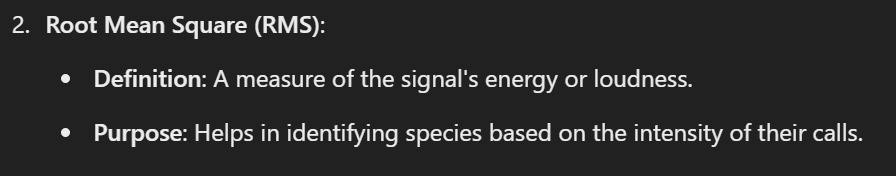 2. Root Mean Square (RMS):
• Definition: A measure of the signal's energy or loudness.
• Purpose: Helps in identifying species based on the intensity of their calls.